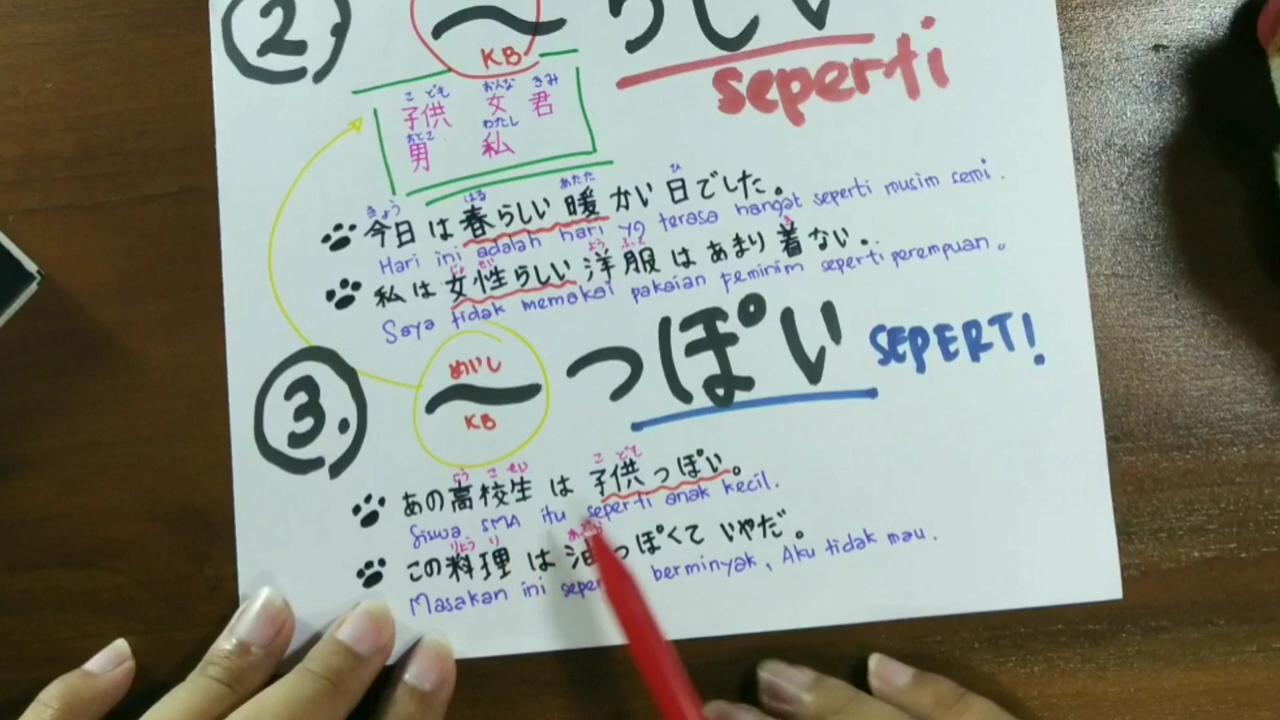 2. 〜らしい
KB
seperti
こども おんな きみ
子供 女 君
おとこ わたし
男 私
きょう はる あたた ひ
今日は春らしい暖かい日でした。
Hari ini adalah hari yg terasa hangat seperti musim semi.
じょ せい よう ふく き
私は女性らしい洋服はあまり着ない。
Saya tidak memakai pakaian feminim seperti perempuan.
めいし
3. 〜っぽい SEPERTI
KB
こう こ せい こ ども
あの高校生は子供っぽい。
Siswa SMA itu seperti anak kecil.
りょう り
この料理は油っぽくていやだ。
Masakan ini berminyak, Aku tidak mau.